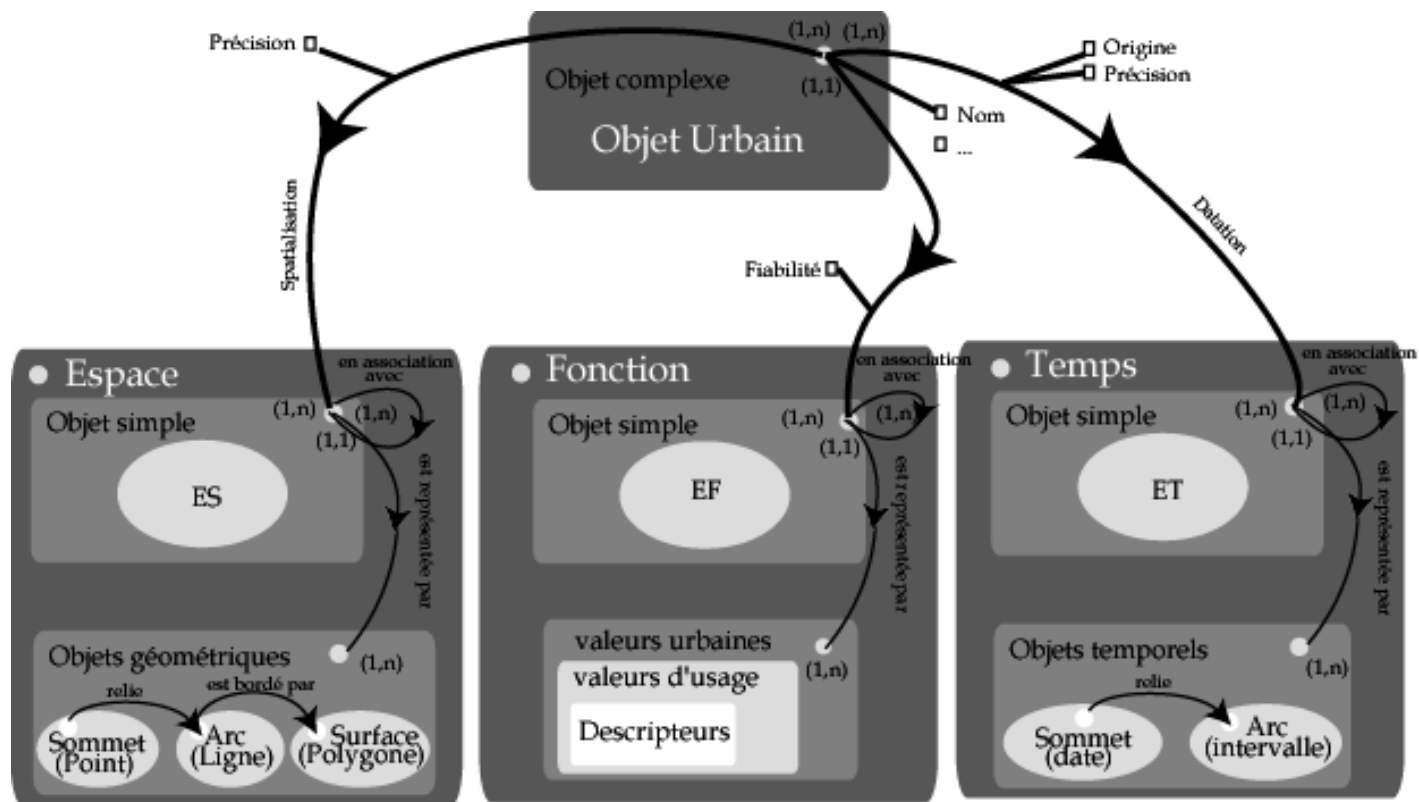 Précision
(1,n) (1,n)
Objet complexe
(1,1)
Objet Urbain
Origine
Précision
Nom
...
Spatialisation
Datation
Fiabilité
Espace
en association
avec
Objet simple
(1,n)
(1,n)
(1,1)
ES
est représentée par
Objets géométriques
(1,n)
relie
est bordé par
Sommet
(Point)
Arc
(Ligne)
Surface
(Polygone)
Fonction
en association
avec
Objet simple
(1,n)
(1,n)
(1,1)
EF
est représentée par
valeurs urbaines
(1,n)
valeurs d'usage
Descripteurs
Temps
en association
avec
Objet simple
(1,n)
(1,n)
(1,1)
ET
est représentée par
Objets temporels
(1,n)
relie
Sommet
(date)
Arc
(intervalle)